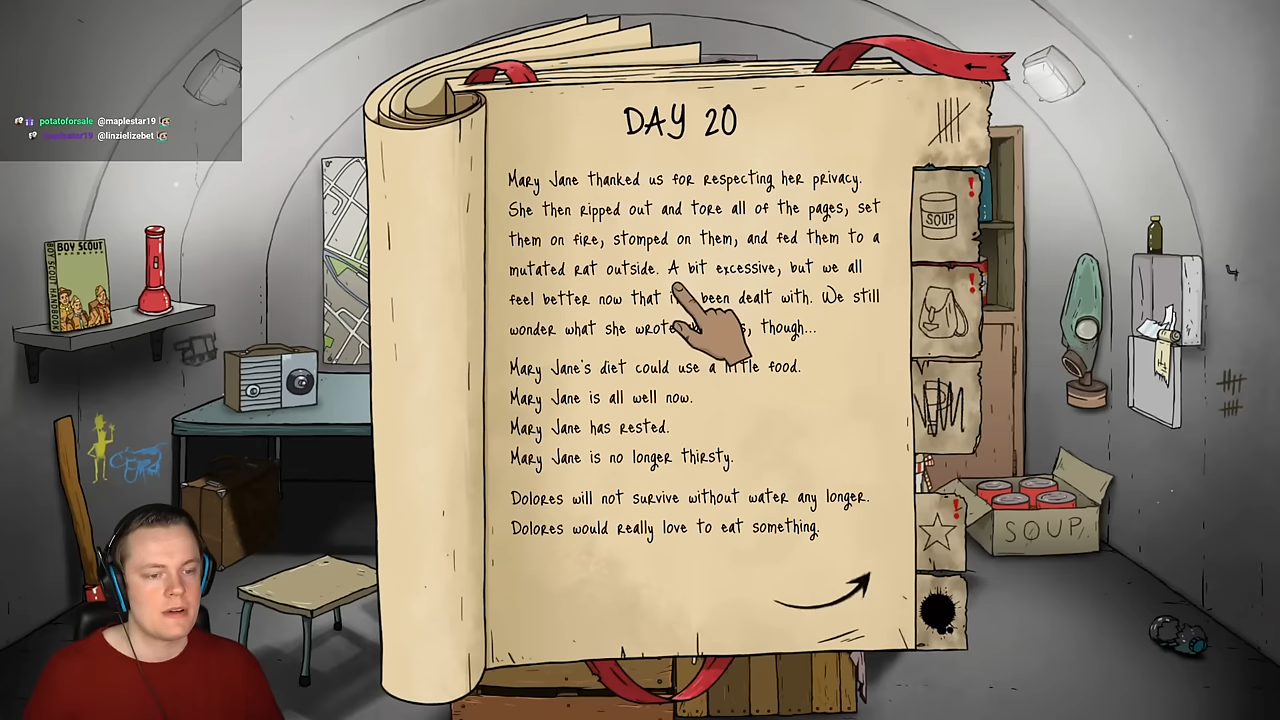 potatoforsale @maplestar19
maplestar19 @linzielizebet
BOY SCOUT
BOY SCOUT HANDBOOK
DAY 20
Mary Jane thanked us for respecting her privacy.
She then ripped out and tore all of the pages, set
them on fire, stomped on them, and fed them to a
mutated rat outside. A bit excessive, but we all
feel better now that been dealt with. We still
wonder what she wrote though...
Mary Jane's diet could use a little food.
Mary Jane is all well now.
Mary Jane has rested.
Mary Jane is no longer thirsty.
Dolores will not survive without water any longer.
Dolores would really love to eat something.
SOUP
!
!
!
SOUP